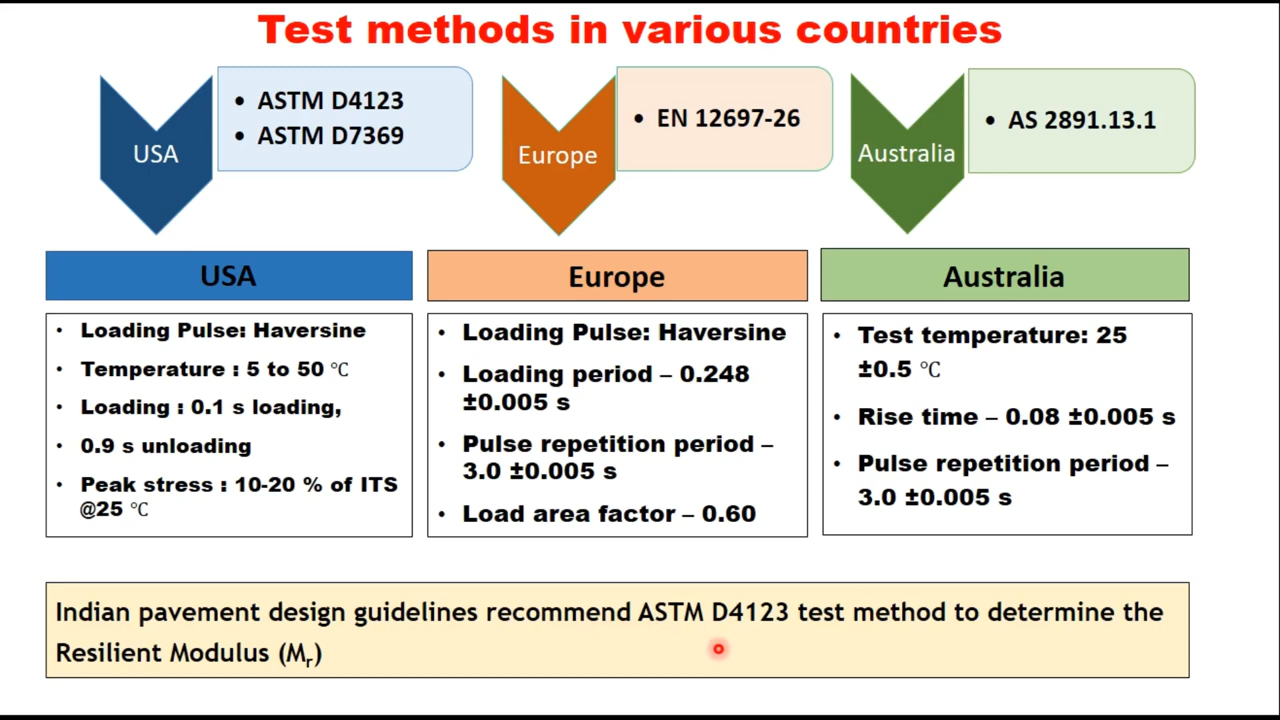 Test methods in various countries
USA
• ASTM D4123
• ASTM D7369
Europe
• EN 12697-26
Australia
• AS 2891.13.1
USA
• Loading Pulse: Haversine
• Temperature : 5 to 50 ℃
• Loading : 0.1 s loading,
• 0.9 s unloading
• Peak stress : 10-20 % of ITS
@25 ℃
Europe
• Loading Pulse: Haversine
• Loading period – 0.248
±0.005 s
• Pulse repetition period –
3.0 ±0.005 s
• Load area factor – 0.60
Australia
• Test temperature: 25
±0.5 ℃
• Rise time – 0.08 ±0.005 s
• Pulse repetition period –
3.0 ±0.005 s
Indian pavement design guidelines recommend ASTM D4123 test method to determine the
Resilient Modulus (Mr)